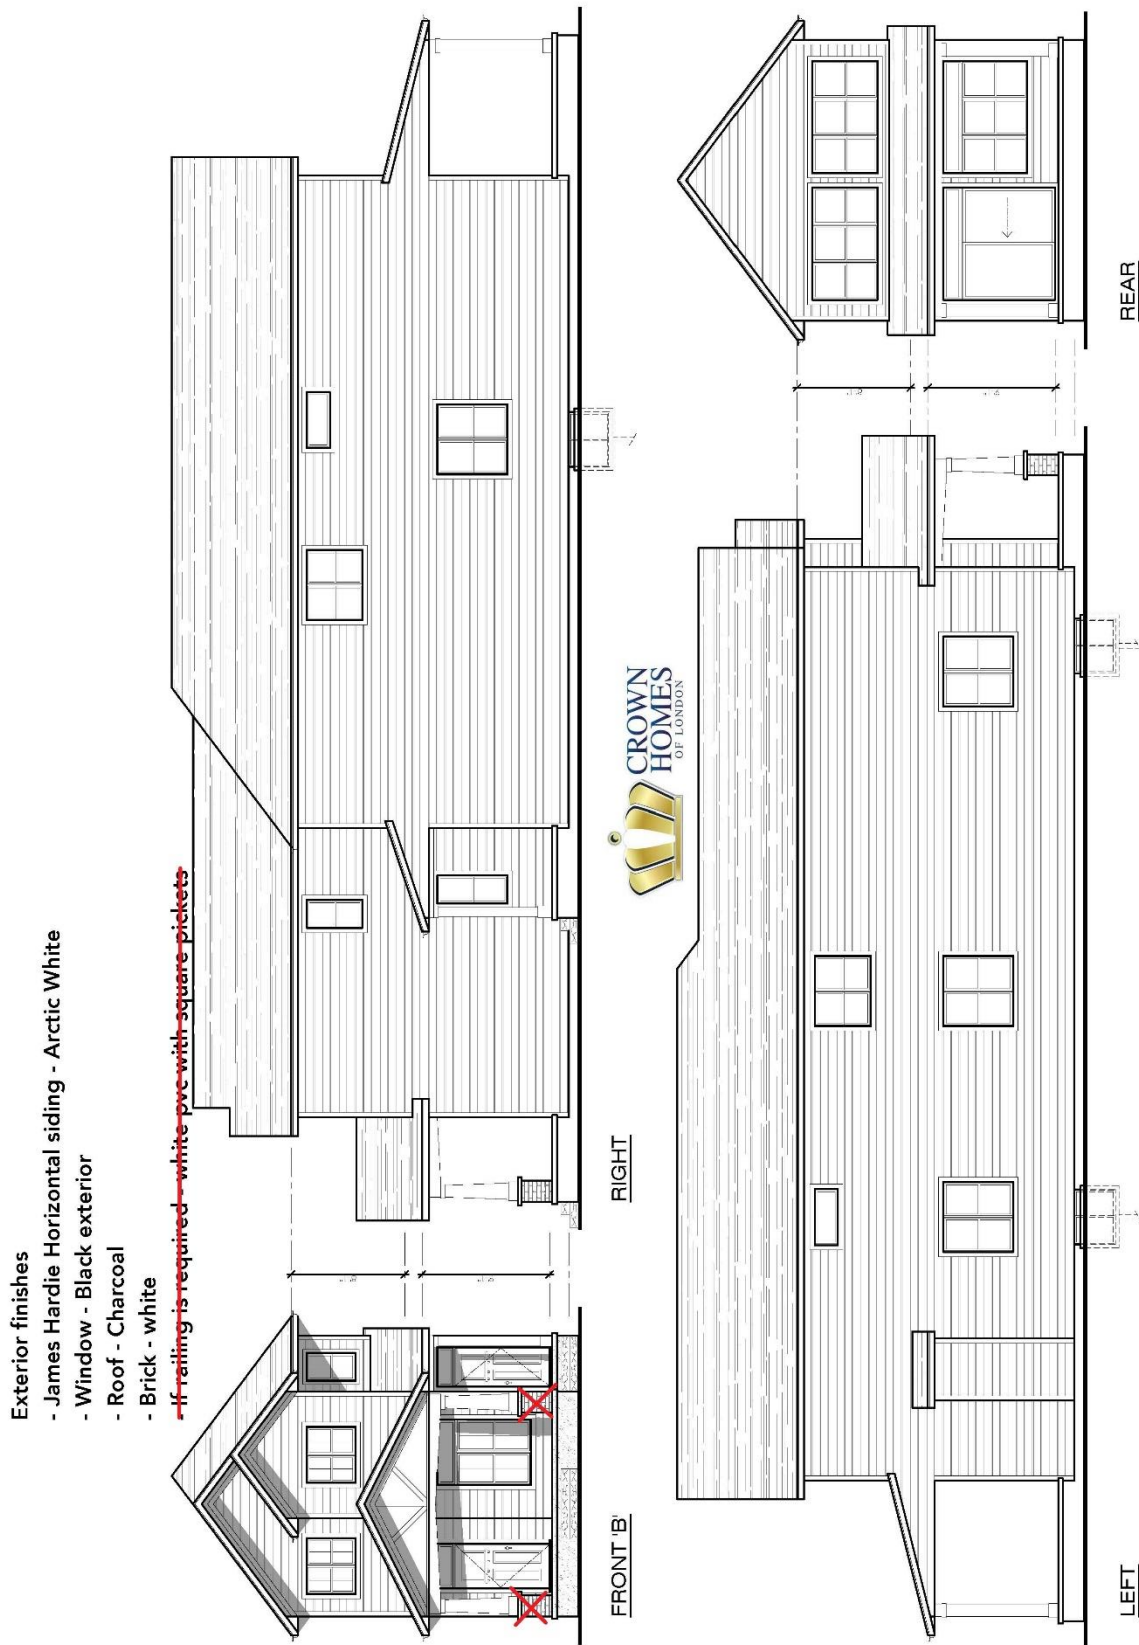 Exterior finishes
- James Hardie Horizontal siding - Arctic White
- Window - Black exterior
- Roof - Charcoal
- Brick - white
- If railing is required - white pvc with square pickets
FRONT 'B'
RIGHT
CROWN
HOMES
OF LONDON
LEFT
REAR